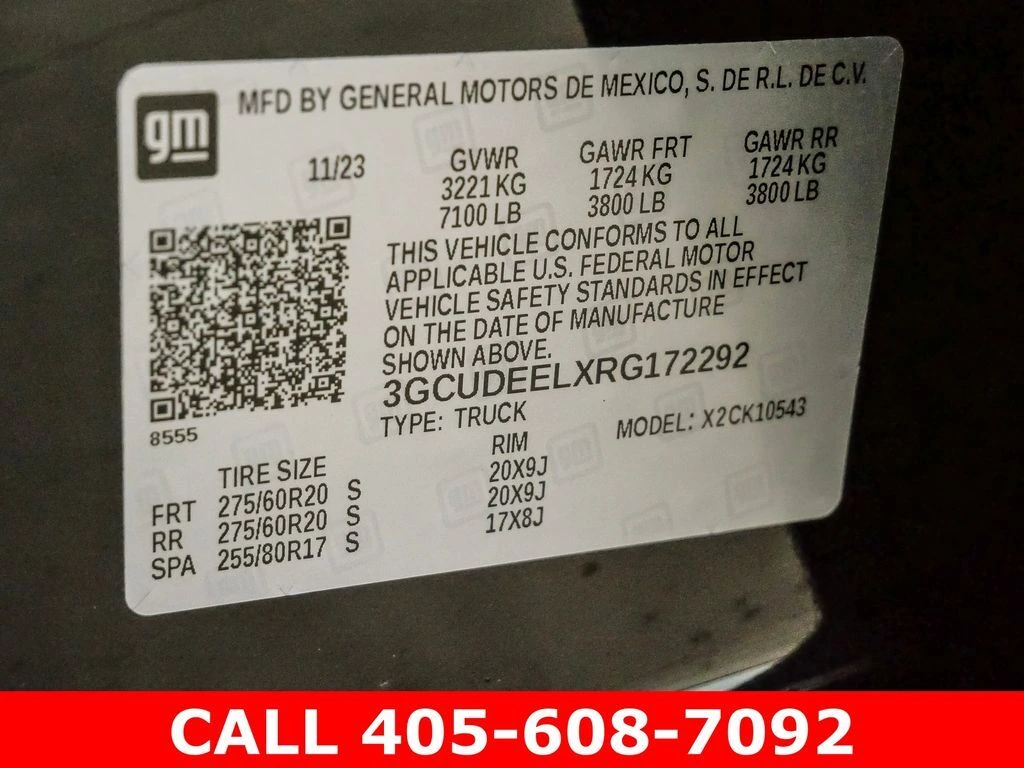 gm
MFD BY GENERAL MOTORS DE MEXICO, S. DE R.L. DE C.V.
11/23 GVWR GAWR FRT GAWR RR
3221 KG 1724 KG 1724 KG
7100 LB 3800 LB 3800 LB
THIS VEHICLE CONFORMS TO ALL
APPLICABLE U.S. FEDERAL MOTOR
VEHICLE SAFETY STANDARDS IN EFFECT
ON THE DATE OF MANUFACTURE
SHOWN ABOVE.
3GCUDEELXRG172292
8555
TYPE: TRUCK MODEL: X2CK10543
TIRE SIZE RIM
FRT 275/60R20 S 20X9J
RR 275/60R20 S 20X9J
SPA 255/80R17 S 17X8J
CALL 405-608-7092